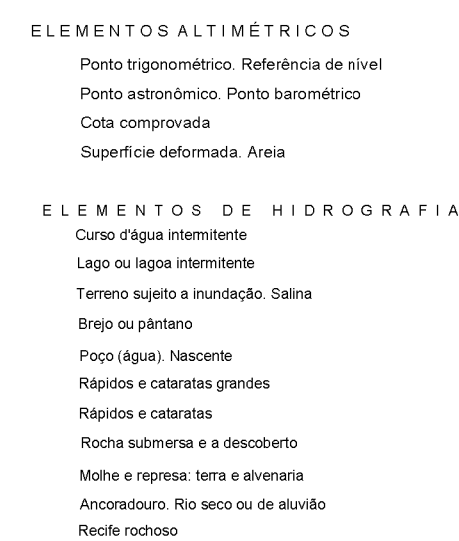 ELEMENTOS ALTIMÉTRICOS
Ponto trigonométrico. Referência de nível
Ponto astronômico. Ponto barométrico
Cota comprovada
Superfície deformada. Areia
ELEMENTOS DE HIDROGRAFIA
Curso d'água intermitente
Lago ou lagoa intermitente
Terreno sujeito a inundação. Salina
Brejo ou pântano
Poço (água). Nascente
Rápidos e cataratas grandes
Rápidos e cataratas
Rocha submersa e a descoberto
Molhe e represa: terra e alvenaria
Ancoradouro. Rio seco ou de aluvião
Recife rochoso